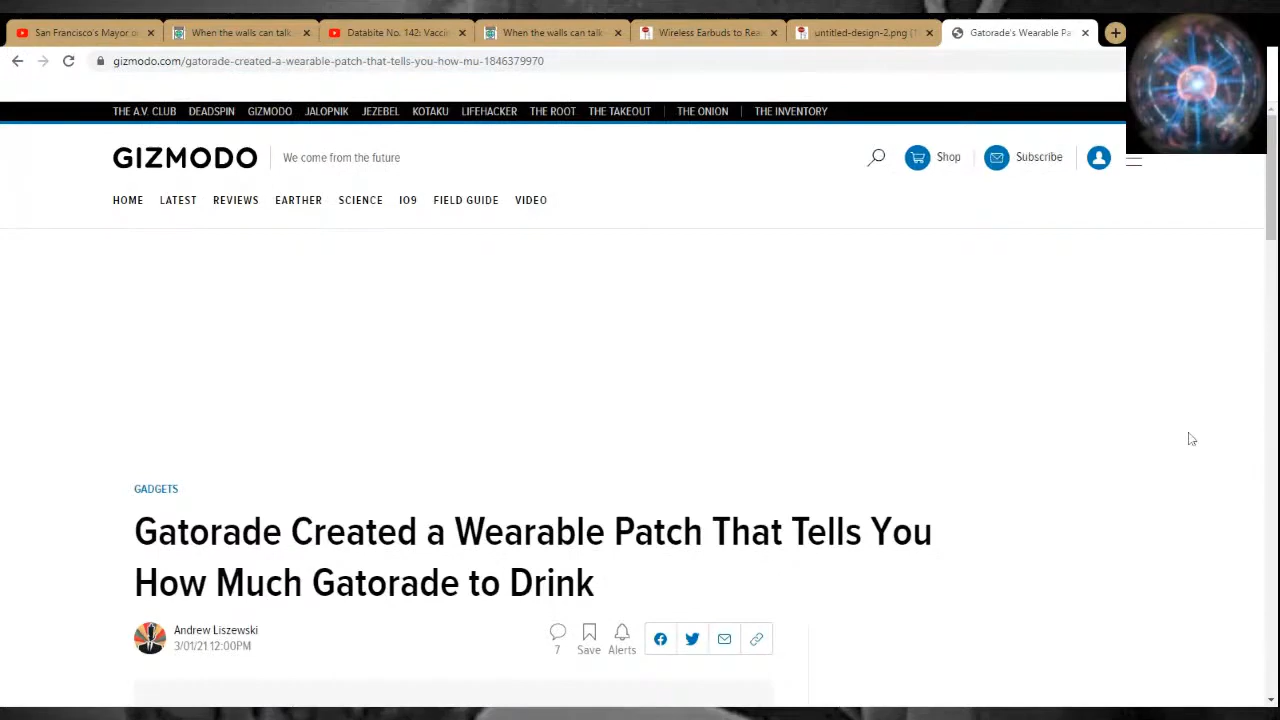 San Francisco's Mayor o
When the walls can talk
Databite No. 142: Vacci
When the walls can talk
Wireless Earbuds to Rea
untitled-design-2.png (1
Gatorade's Wearable Pa
gizmodo.com/gatorade-created-a-wearable-patch-that-tells-you-how-mu-1846379970
THE A.V. CLUB DEADSPIN GIZMODO JALOPNIK JEZEBEL KOTAKU LIFEHACKER THE ROOT THE TAKEOUT THE ONION THE INVENTORY
GIZMODO We come from the future Shop Subscribe
HOME LATEST REVIEWS EARTHER SCIENCE IO9 FIELD GUIDE VIDEO
GADGETS
Gatorade Created a Wearable Patch That Tells You
How Much Gatorade to Drink
Andrew Liszewski
3/01/21 12:00PM
7 Save Alerts